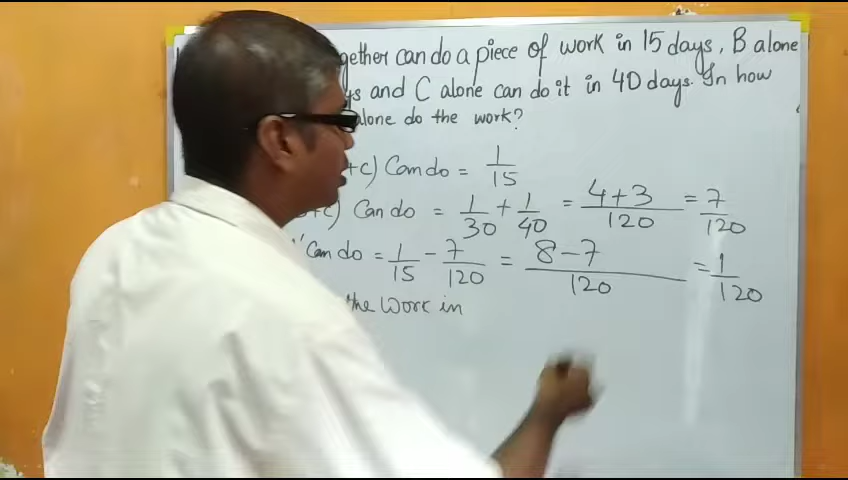 gether can do a piece of work in 15 days, B alone
ys and C alone can do it in 40 days. In how
alone do the work?
+c) Can do = 1/15
+c) Can do = 1/30 + 1/40 = 4+3/120 = 7/120
' Can do = 1/15 - 7/120 = 8-7/120 = 1/120
the Work in